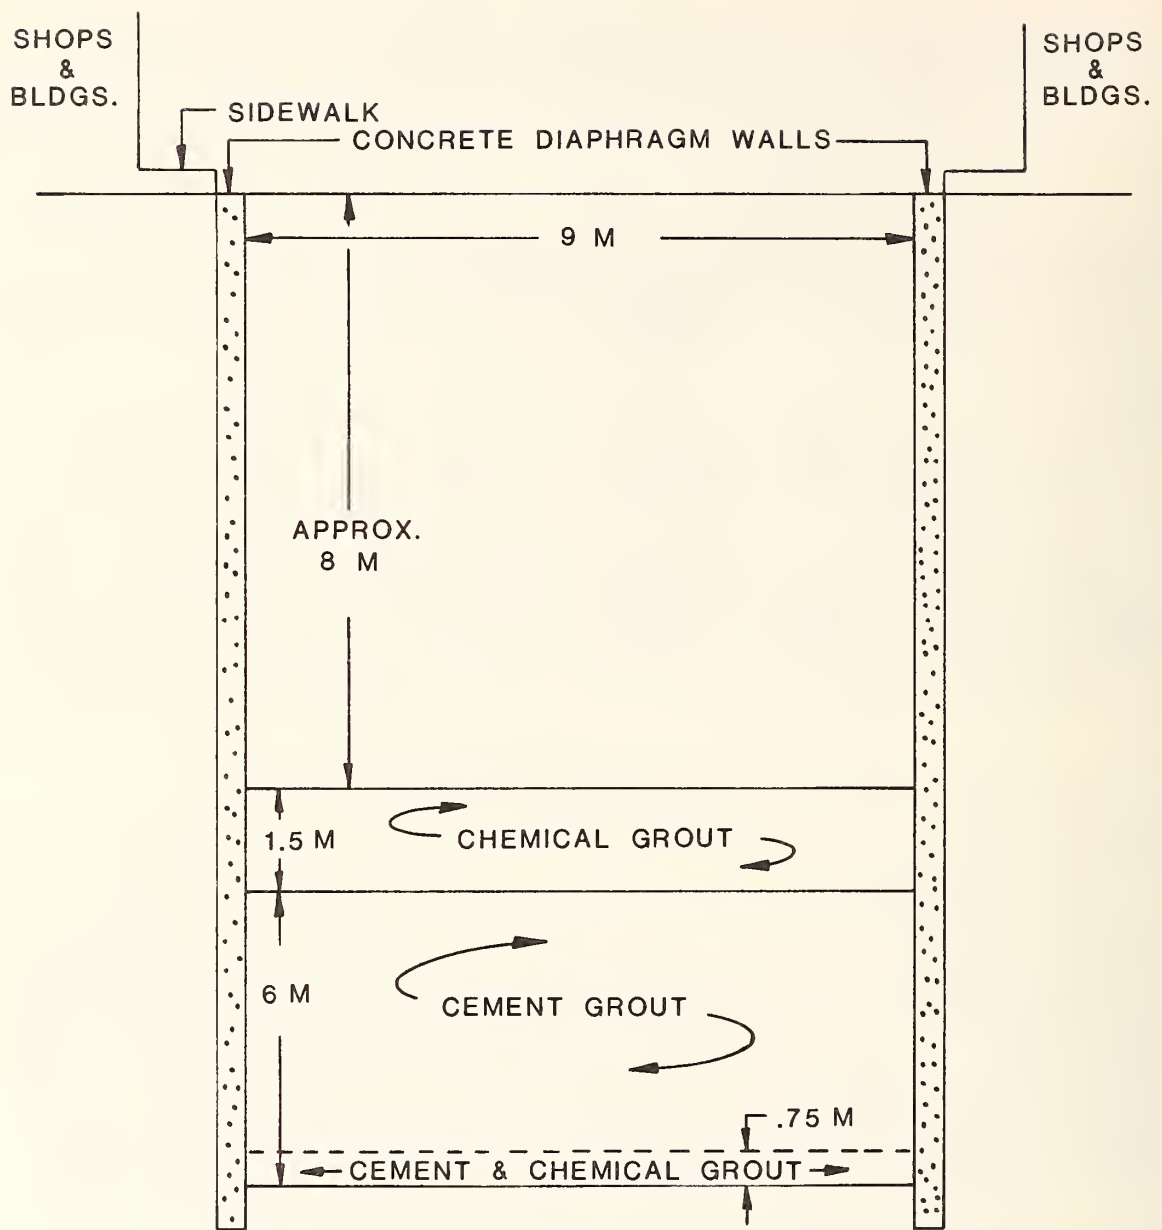 SHOPS
&
BLDGS.
SHOPS
&
BLDGS.
SIDEWALK
CONCRETE DIAPHRAGM WALLS
9 M
APPROX.
8 M
1.5 M
CHEMICAL GROUT
6 M
CEMENT GROUT
.75 M
CEMENT & CHEMICAL GROUT